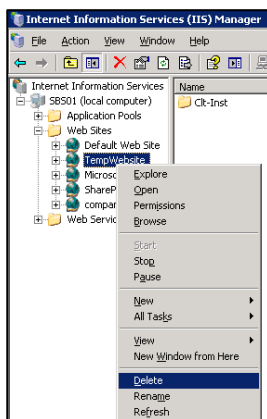 Internet Information Services (IIS) Manager
File Action View Window Help
Internet Information Services
SBS01 (local computer)
Application Pools
Web Sites
Default Web Site
TempWebsite
Microso
ShareP
compar
Web Servic
Name
Clt-Inst
Explore
Open
Permissions
Browse
Start
Stop
Pause
New
All Tasks
View
New Window from Here
Delete
Rename
Refresh